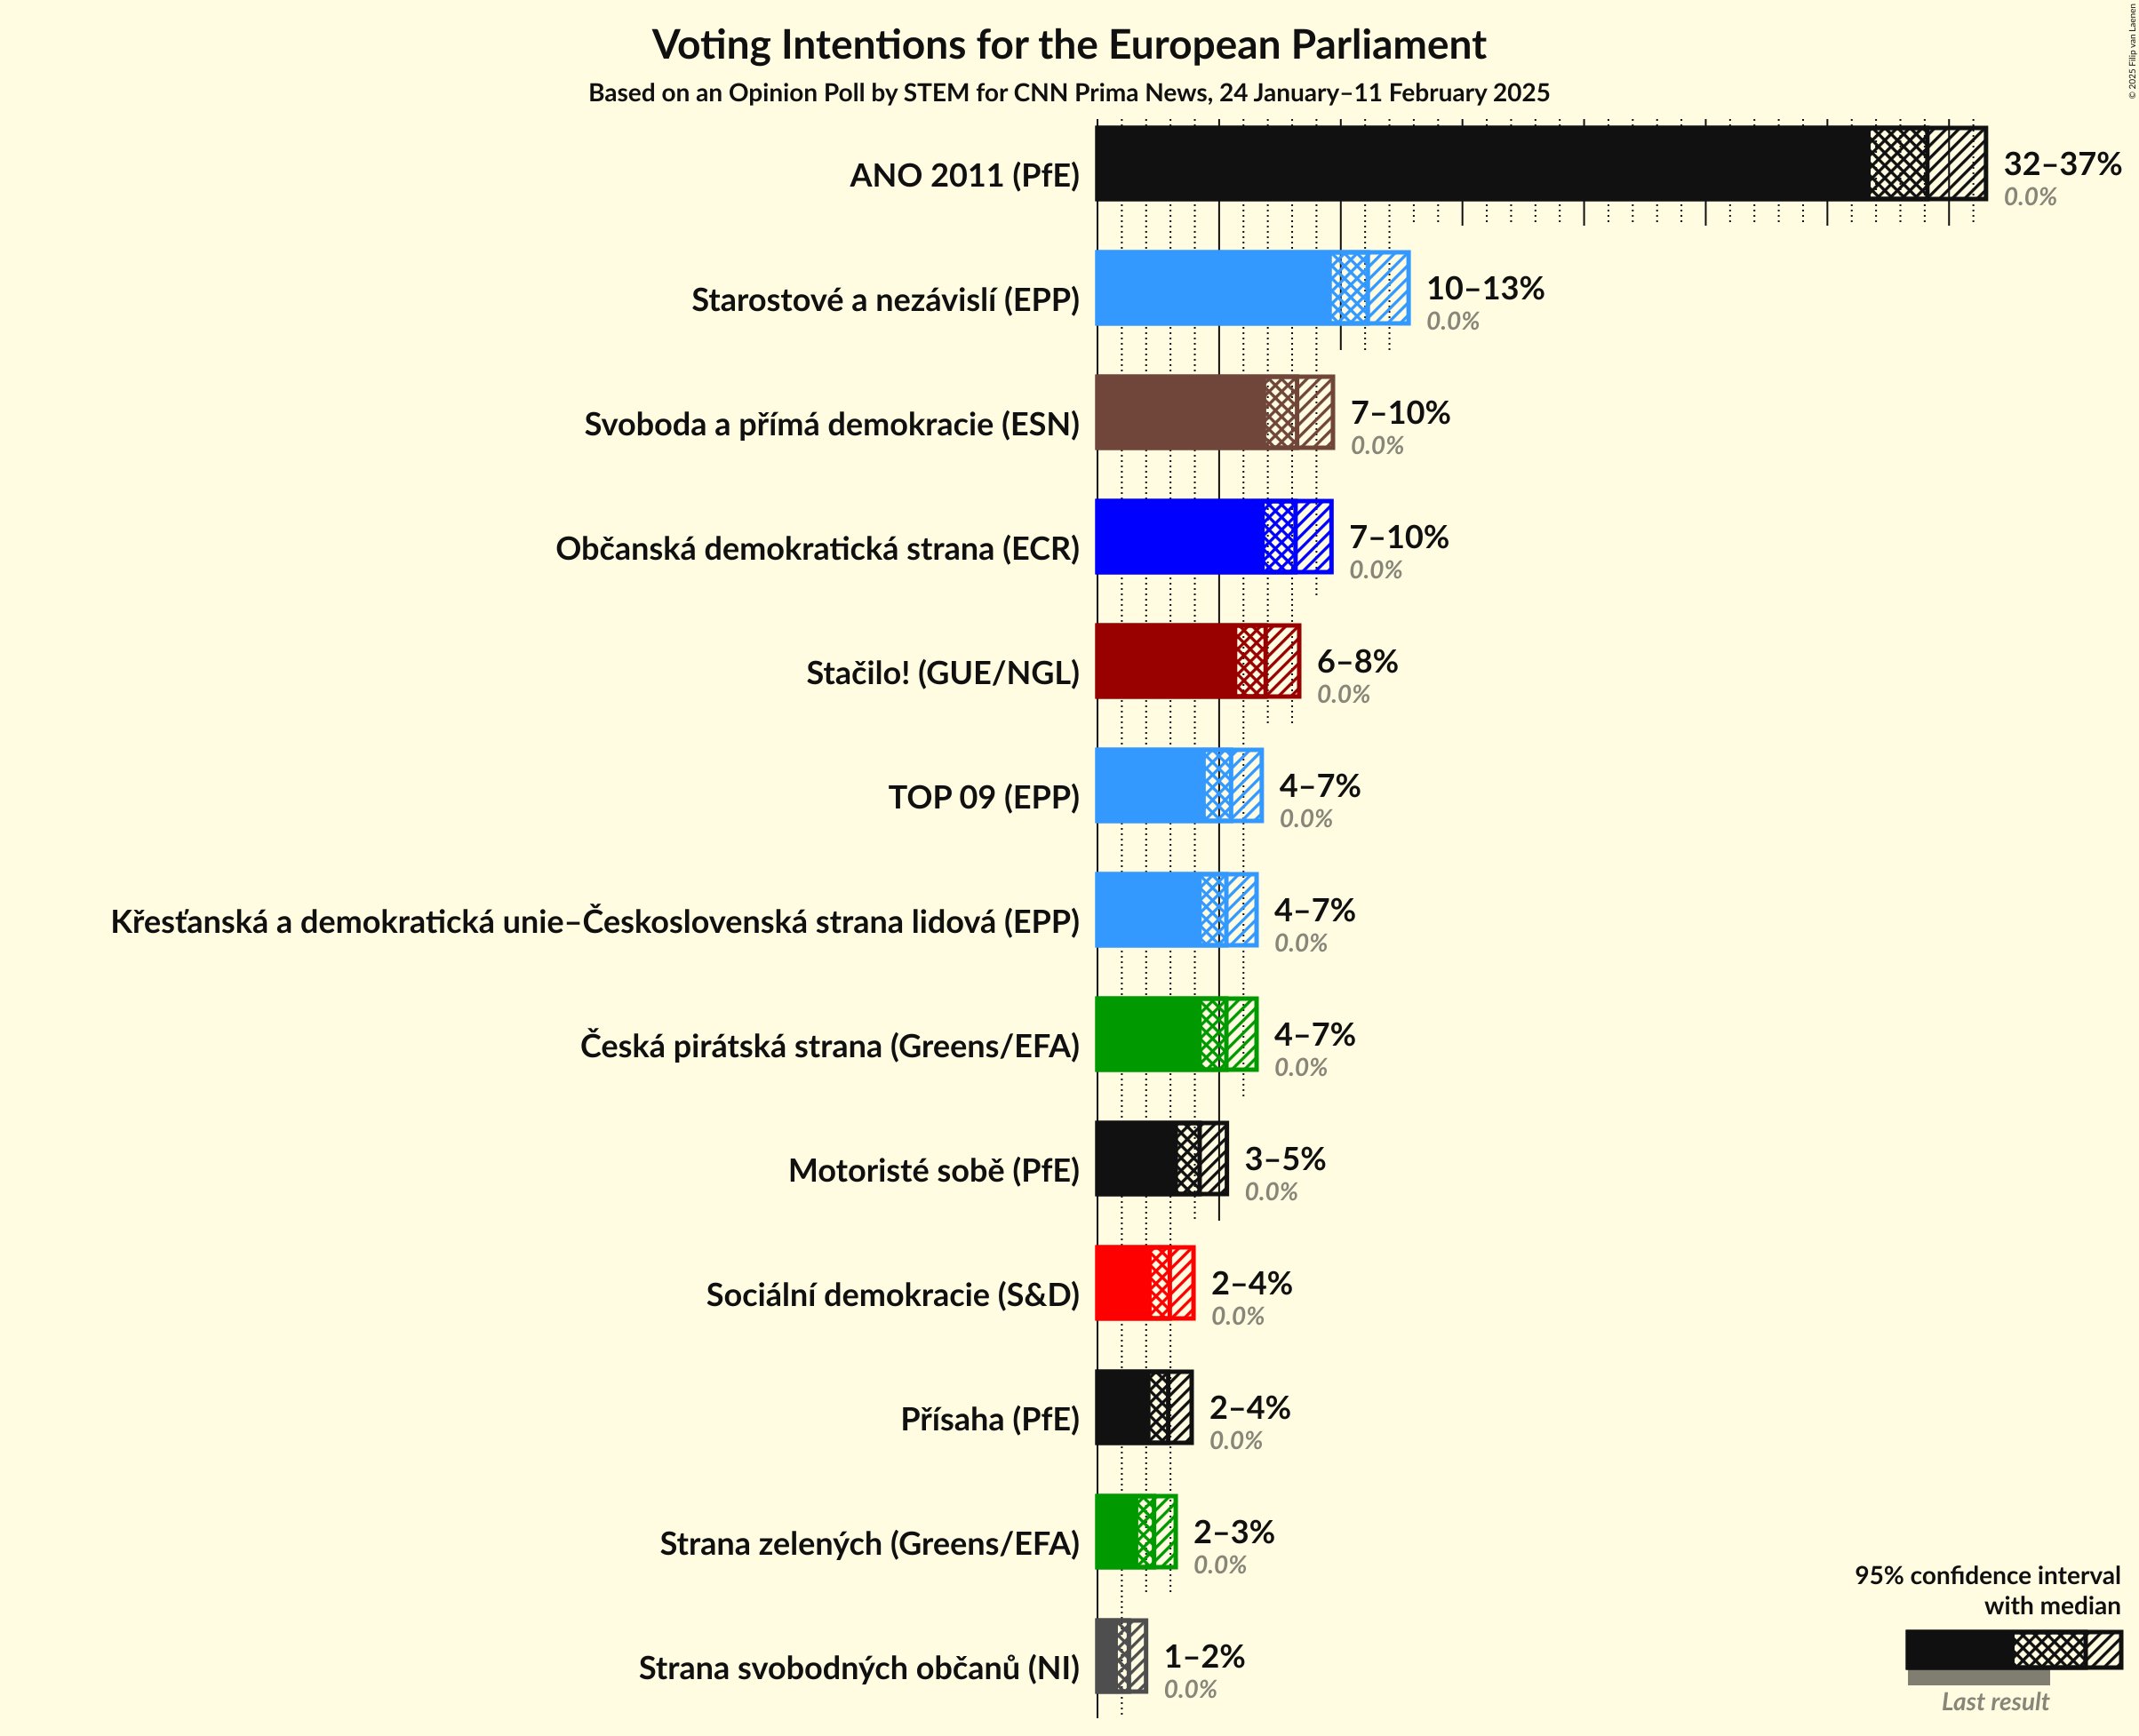 Voting Intentions for the European Parliament
Based on an Opinion Poll by STEM for CNN Prima News, 24 January–11 February 2025
© 2025 Filip van Laenen
ANO 2011 (PfE)
32–37%
0.0%
Starostové a nezávislí (EPP)
10–13%
0.0%
Svoboda a přímá demokracie (ESN)
7–10%
0.0%
Občanská demokratická strana (ECR)
7–10%
0.0%
Stačilo! (GUE/NGL)
6–8%
0.0%
TOP 09 (EPP)
4–7%
0.0%
Křesťanská a demokratická unie–Československá strana lidová (EPP)
4–7%
0.0%
Česká pirátská strana (Greens/EFA)
4–7%
0.0%
Motoristé sobě (PfE)
3–5%
0.0%
Sociální demokracie (S&D)
2–4%
0.0%
Přísaha (PfE)
2–4%
0.0%
Strana zelených (Greens/EFA)
2–3%
0.0%
Strana svobodných občanů (NI)
1–2%
0.0%
95% confidence interval
with median
Last result